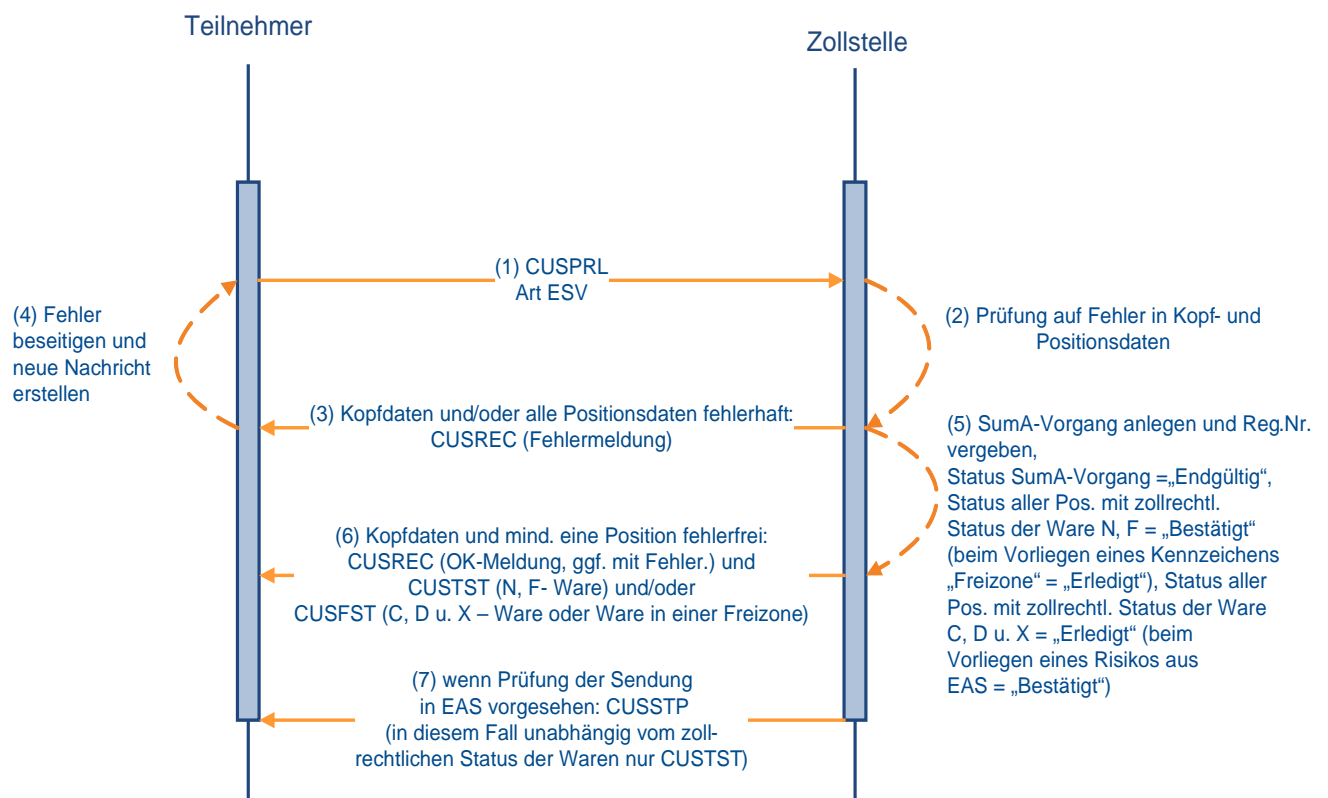 Teilnehmer
Zollstelle
(1) CUSPRL
Art ESV
(4) Fehler
beseitigen und
neue Nachricht
erstellen
(2) Prüfung auf Fehler in Kopf- und
Positionsdaten
(3) Kopfdaten und/oder alle Positionsdaten fehlerhaft:
CUSREC (Fehlermeldung)
(5) SumA-Vorgang anlegen und Reg.Nr.
vergeben,
Status SumA-Vorgang =„Endgültig“,
Status aller Pos. mit zollrechtl.
Status der Ware N, F = „Bestätigt“
(beim Vorliegen eines Kennzeichens
„Freizone“ = „Erledigt“), Status aller
Pos. mit zollrechtl. Status der Ware
C, D u. X = „Erledigt“ (beim
Vorliegen eines Risikos aus
EAS = „Bestätigt“)
(6) Kopfdaten und mind. eine Position fehlerfrei:
CUSREC (OK-Meldung, ggf. mit Fehler.) und
CUSTST (N, F- Ware) und/oder
CUSFST (C, D u. X – Ware oder Ware in einer Freizone)
(7) wenn Prüfung der Sendung
in EAS vorgesehen: CUSSTP
(in diesem Fall unabhängig vom zoll-
rechtlichen Status der Waren nur CUSTST)